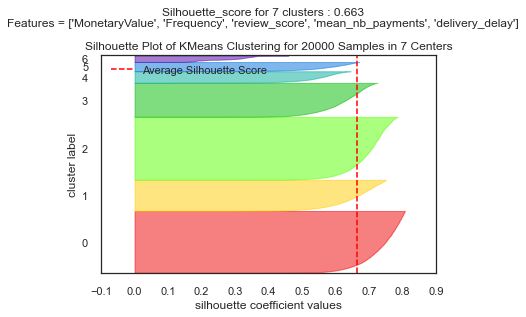 Silhouette_score for 7 clusters : 0.663
Features = ['MonetaryValue', 'Frequency', 'review_score', 'mean_nb_payments', 'delivery_delay']
Silhouette Plot of KMeans Clustering for 20000 Samples in 7 Centers
6
5
Average Silhouette Score
4
3
2
1
0
cluster label
−0.1 0.0 0.1 0.2 0.3 0.4 0.5 0.6 0.7 0.8 0.9
silhouette coefficient values